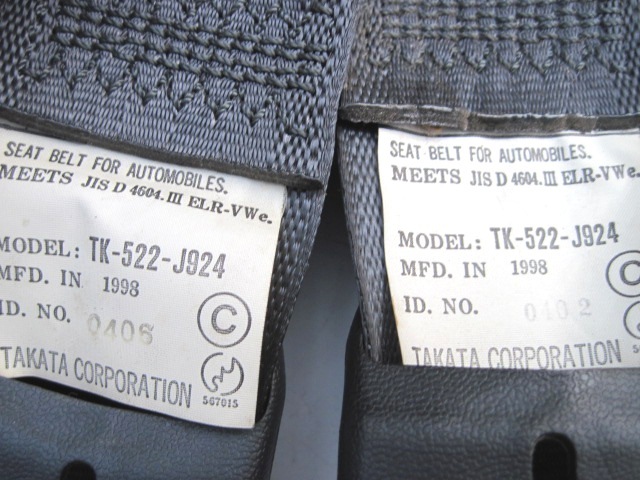 SEAT BELT FOR AUTOMOBILES.
MEETS JIS D 4604.III ELR-VWe.
MODEL: TK-522-J924
MFD. IN 1998
ID. NO. 0406
C
TAKATA CORPORATION
567015
SEAT BELT FOR AUTOMOBILES.
MEETS JIS D 4604.III ELR-VWe.
MODEL: TK-522-J924
MFD. IN 1998
ID. NO. 0402
TAKATA CORPORATION